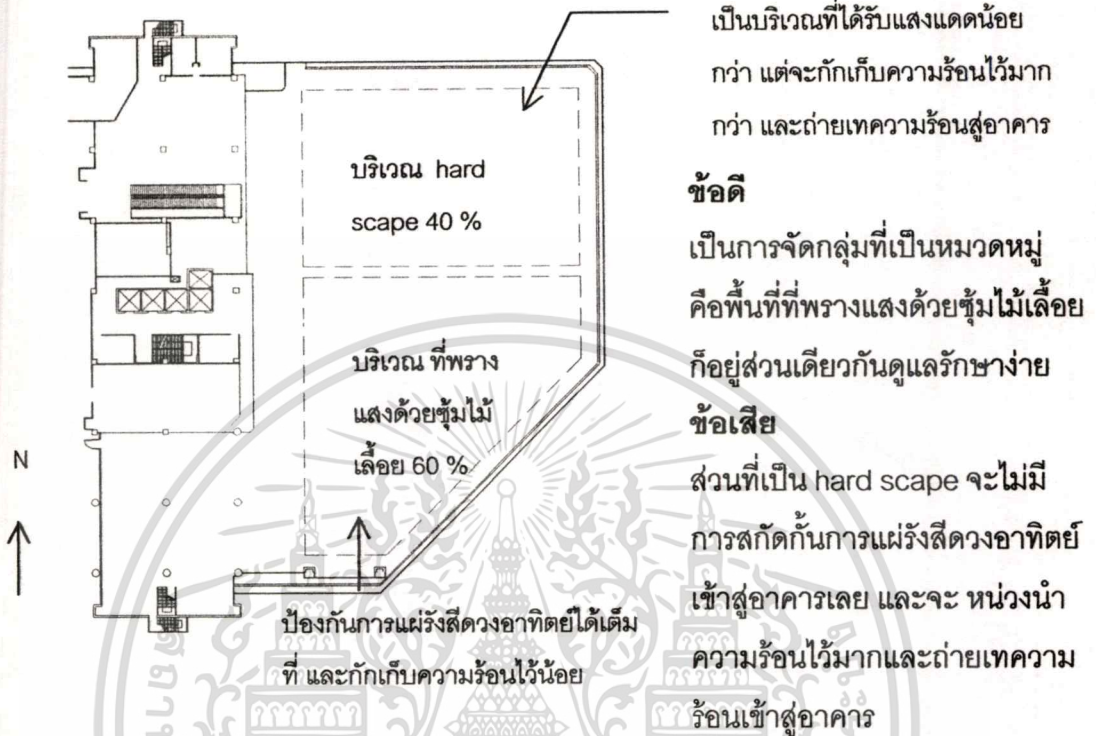 เป็นบริเวณที่ได้รับแสงแดดน้อย
กว่า แต่จะกักเก็บความร้อนไว้มาก
กว่า และถ่ายเทความร้อนสู่อาคาร
บริเวณ hard
scape 40 %
บริเวณ ที่พราง
แสงด้วยซุ้มไม้
เลื้อย 60 %
N
ป้องกันการแผ่รังสีดวงอาทิตย์ได้เต็ม
ที่ และกักเก็บความร้อนไว้น้อย
ข้อดี
เป็นการจัดกลุ่มที่เป็นหมวดหมู่
คือพื้นที่ที่พรางแสงด้วยซุ้มไม้เลื้อย
ก็อยู่ส่วนเดียวกันดูแลรักษาง่าย
ข้อเสีย
ส่วนที่เป็น hard scape จะไม่มี
การสกัดกั้นการแผ่รังสีดวงอาทิตย์
เข้าสู่อาคารเลย และจะ หน่วงนำ
ความร้อนไว้มากและถ่ายเทความ
ร้อนเข้าสู่อาคาร